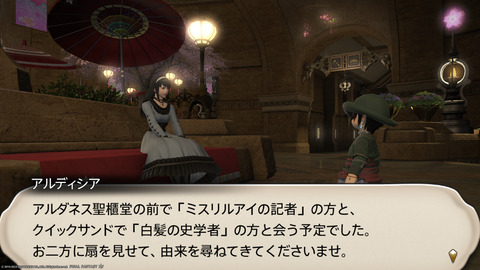 アルディシア
アルダネス聖櫃堂の前で「ミスリルアイの記者」の方と、
クイックサンドで「白髪の史学者」の方と会う予定でした。
お二方に扇を見せて、由来を尋ねてきてくださいませ。